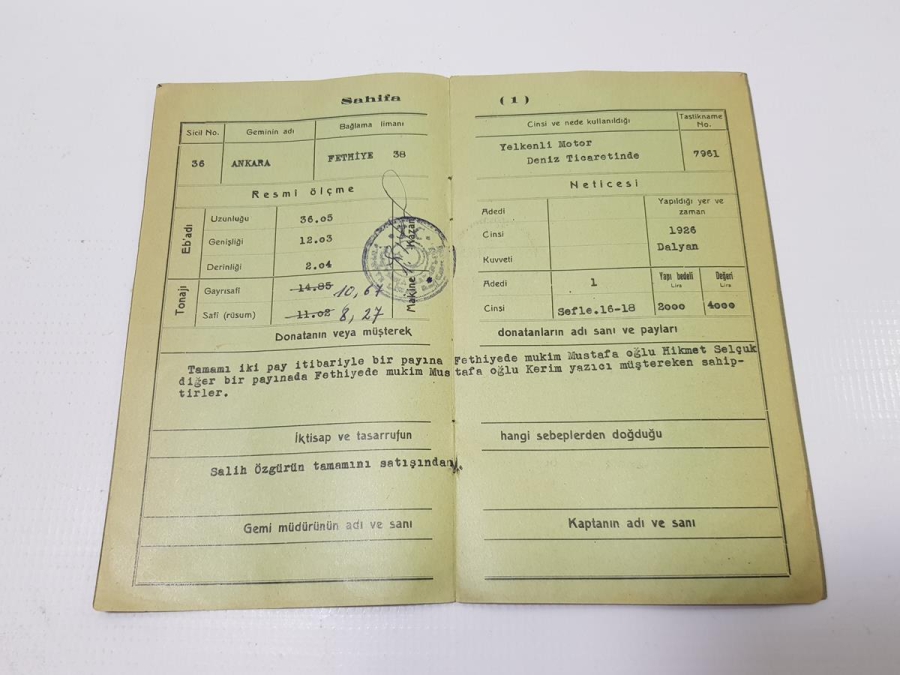 Sahifa (1)
Sicil No. Geminin adı Bağlama limanı Cinsi ve nede kullanıldığı Tastikname No.
36 ANKARA FETHİYE 38 Yelkenli Motor Deniz Ticaretinde 7961
Resmi ölçme Neticesi
Eb'adı
Uzunluğu 36.05
Genişliği 12.03
Derinliği 2.04
Tonajı
Gayrısafi 14.85 10,67
Safi (rüsum) 11.02 8,27
Makine Kazan
Adedi
Cinsi
Kuvveti
Yapıldığı yer ve zaman
1926
Dalyan
Adedi 1 Yapı bedeli Lira Değeri Lira
Cinsi Sefle.16-18 2000 4000
Donatanın veya müşterek donatanların adı sanı ve payları
Tamamı iki pay itibariyle bir payına Fethiyede mukim Mustafa oğlu Hikmet Selçuk
diğer bir payınada Fethiyede mukim Mustafa oğlu Kerim yazıcı müştereken sahip-
tirler.
İktisap ve tasarrufun hangi sebeplerden doğduğu
Salih Özgürün tamamını satışından.
Gemi müdürünün adı ve sanı Kaptanın adı ve sanı